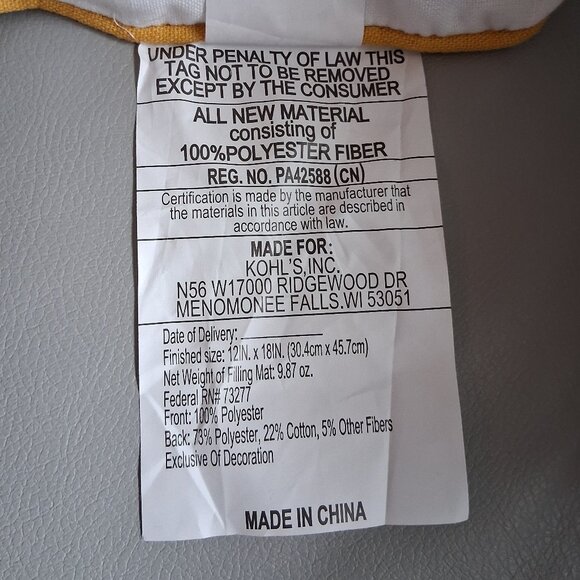 UNDER PENALTY OF LAW THIS
TAG NOT TO BE REMOVED
EXCEPT BY THE CONSUMER
ALL NEW MATERIAL
consisting of
100%POLYESTER FIBER
REG. NO. PA42588 (CN)
Certification is made by the manufacturer that
the materials in this article are described in
accordance with law.
MADE FOR:
KOHL'S,INC.
N56 W17000 RIDGEWOOD DR
MENOMONEE FALLS.WI 53051
Date of Delivery:
Finished size: 12IN. x 18IN. (30.4cm x 45.7cm)
Net Weight of Filling Mat: 9.87 oz.
Federal RN# 73277
Front: 100% Polyester
Back: 73% Polyester, 22% Cotton, 5% Other Fibers
Exclusive Of Decoration
MADE IN CHINA